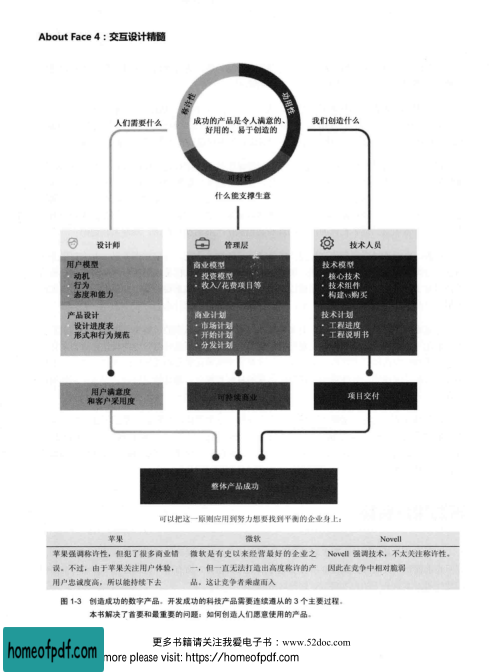 About Face 4：交互设计精髓
称许性
功用性
可行性
成功的产品是令人满意的、
好用的、易于创造的
人们需要什么
我们创造什么
什么能支撑生意
设计师
用户模型
· 动机
· 行为
· 态度和能力
产品设计
· 设计进度表
· 形式和行为规范
管理层
商业模型
· 投资模型
· 收入/花费项目等
商业计划
· 市场计划
· 开始计划
· 分发计划
技术人员
技术模型
· 核心技术
· 技术组件
· 构建vs购买
技术计划
· 工程进度
· 工程说明书
用户满意度
和客户采用度
可持续商业
项目交付
整体产品成功
可以把这一原则应用到努力想要找到平衡的企业身上：
苹果
微软
Novell
苹果强调称许性，但犯了很多商业错
误。不过，由于苹果关注用户体验，
用户忠诚度高，所以能持续下去
微软是有史以来经营最好的企业之
一，但一直无法打造出高度称许的产
品。这让竞争者乘虚而入
Novell 强调技术，不太关注称许性。
因此在竞争中相对脆弱
图 1-3 创造成功的数字产品。开发成功的科技产品需要连续遵从的 3 个主要过程。
本书解决了首要和最重要的问题：如何创造人们愿意使用的产品。
更多书籍请关注我爱电子书：www.52doc.com
more please visit: https://homeofpdf.com
homeofpdf.com